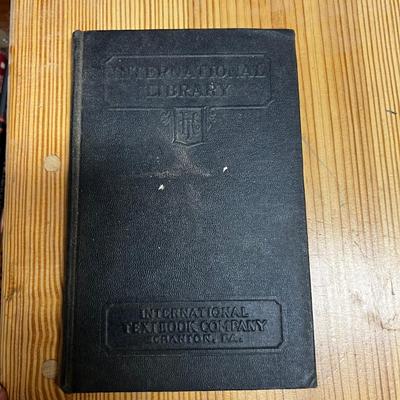 INTERNATIONAL
LIBRARY
INTERNATIONAL
TEXTBOOK COMPANY
SCRANTON, PA.